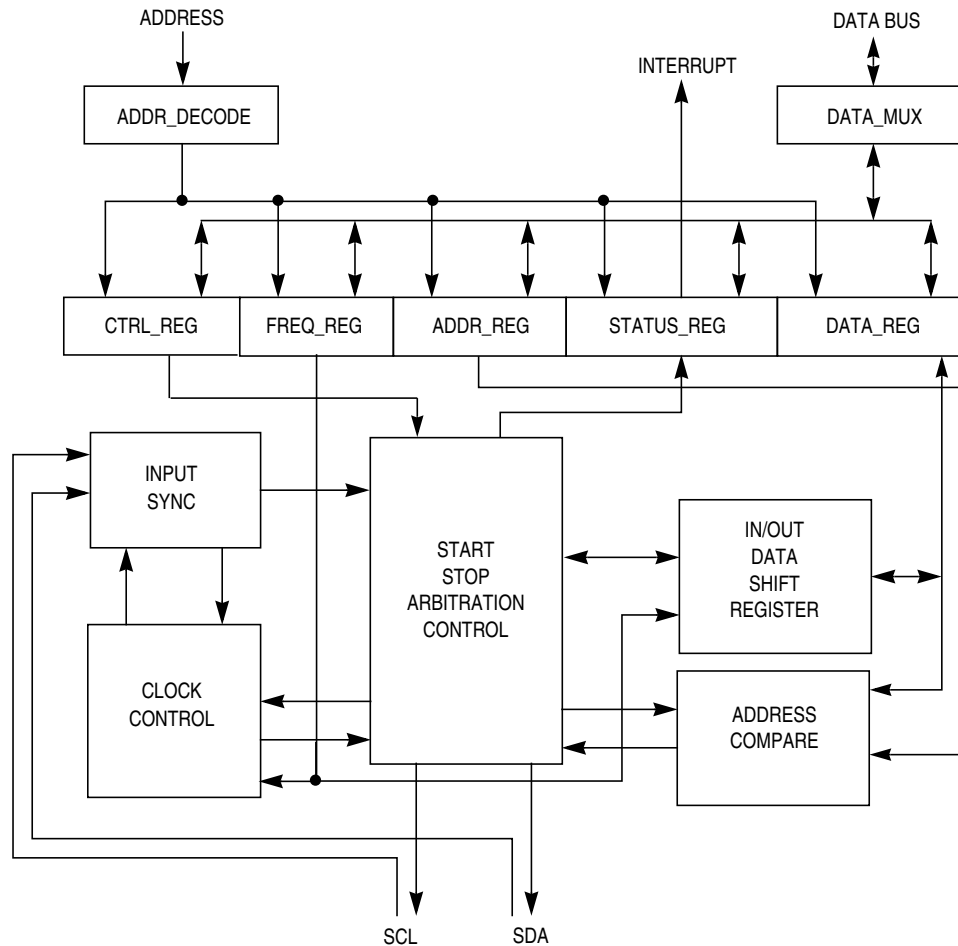 ADDRESS
DATA BUS
INTERRUPT
ADDR_DECODE
DATA_MUX
CTRL_REG
FREQ_REG
ADDR_REG
STATUS_REG
DATA_REG
INPUT
SYNC
START
STOP
ARBITRATION
CONTROL
IN/OUT
DATA
SHIFT
REGISTER
CLOCK
CONTROL
ADDRESS
COMPARE
SCL
SDA